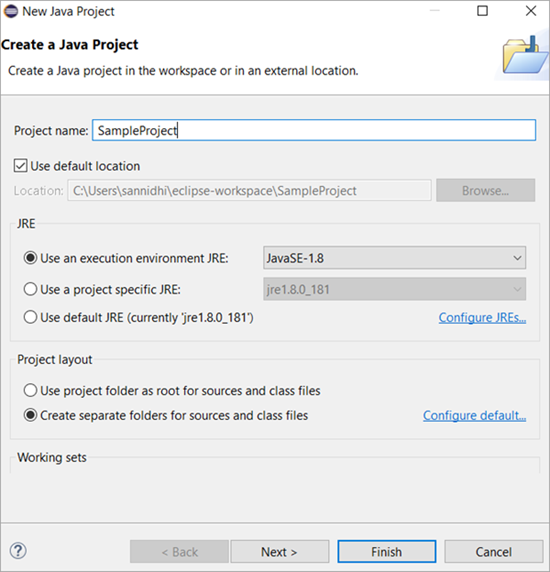 New Java Project
Create a Java Project
Create a Java project in the workspace or in an external location.
Project name: SampleProject
Use default location
Location: C:\Users\sannidhi\eclipse-workspace\SampleProject Browse...
JRE
Use an execution environment JRE: JavaSE-1.8
Use a project specific JRE: jre1.8.0_181
Use default JRE (currently 'jre1.8.0_181') Configure JREs...
Project layout
Use project folder as root for sources and class files
Create separate folders for sources and class files Configure default...
Working sets
? < Back Next > Finish Cancel